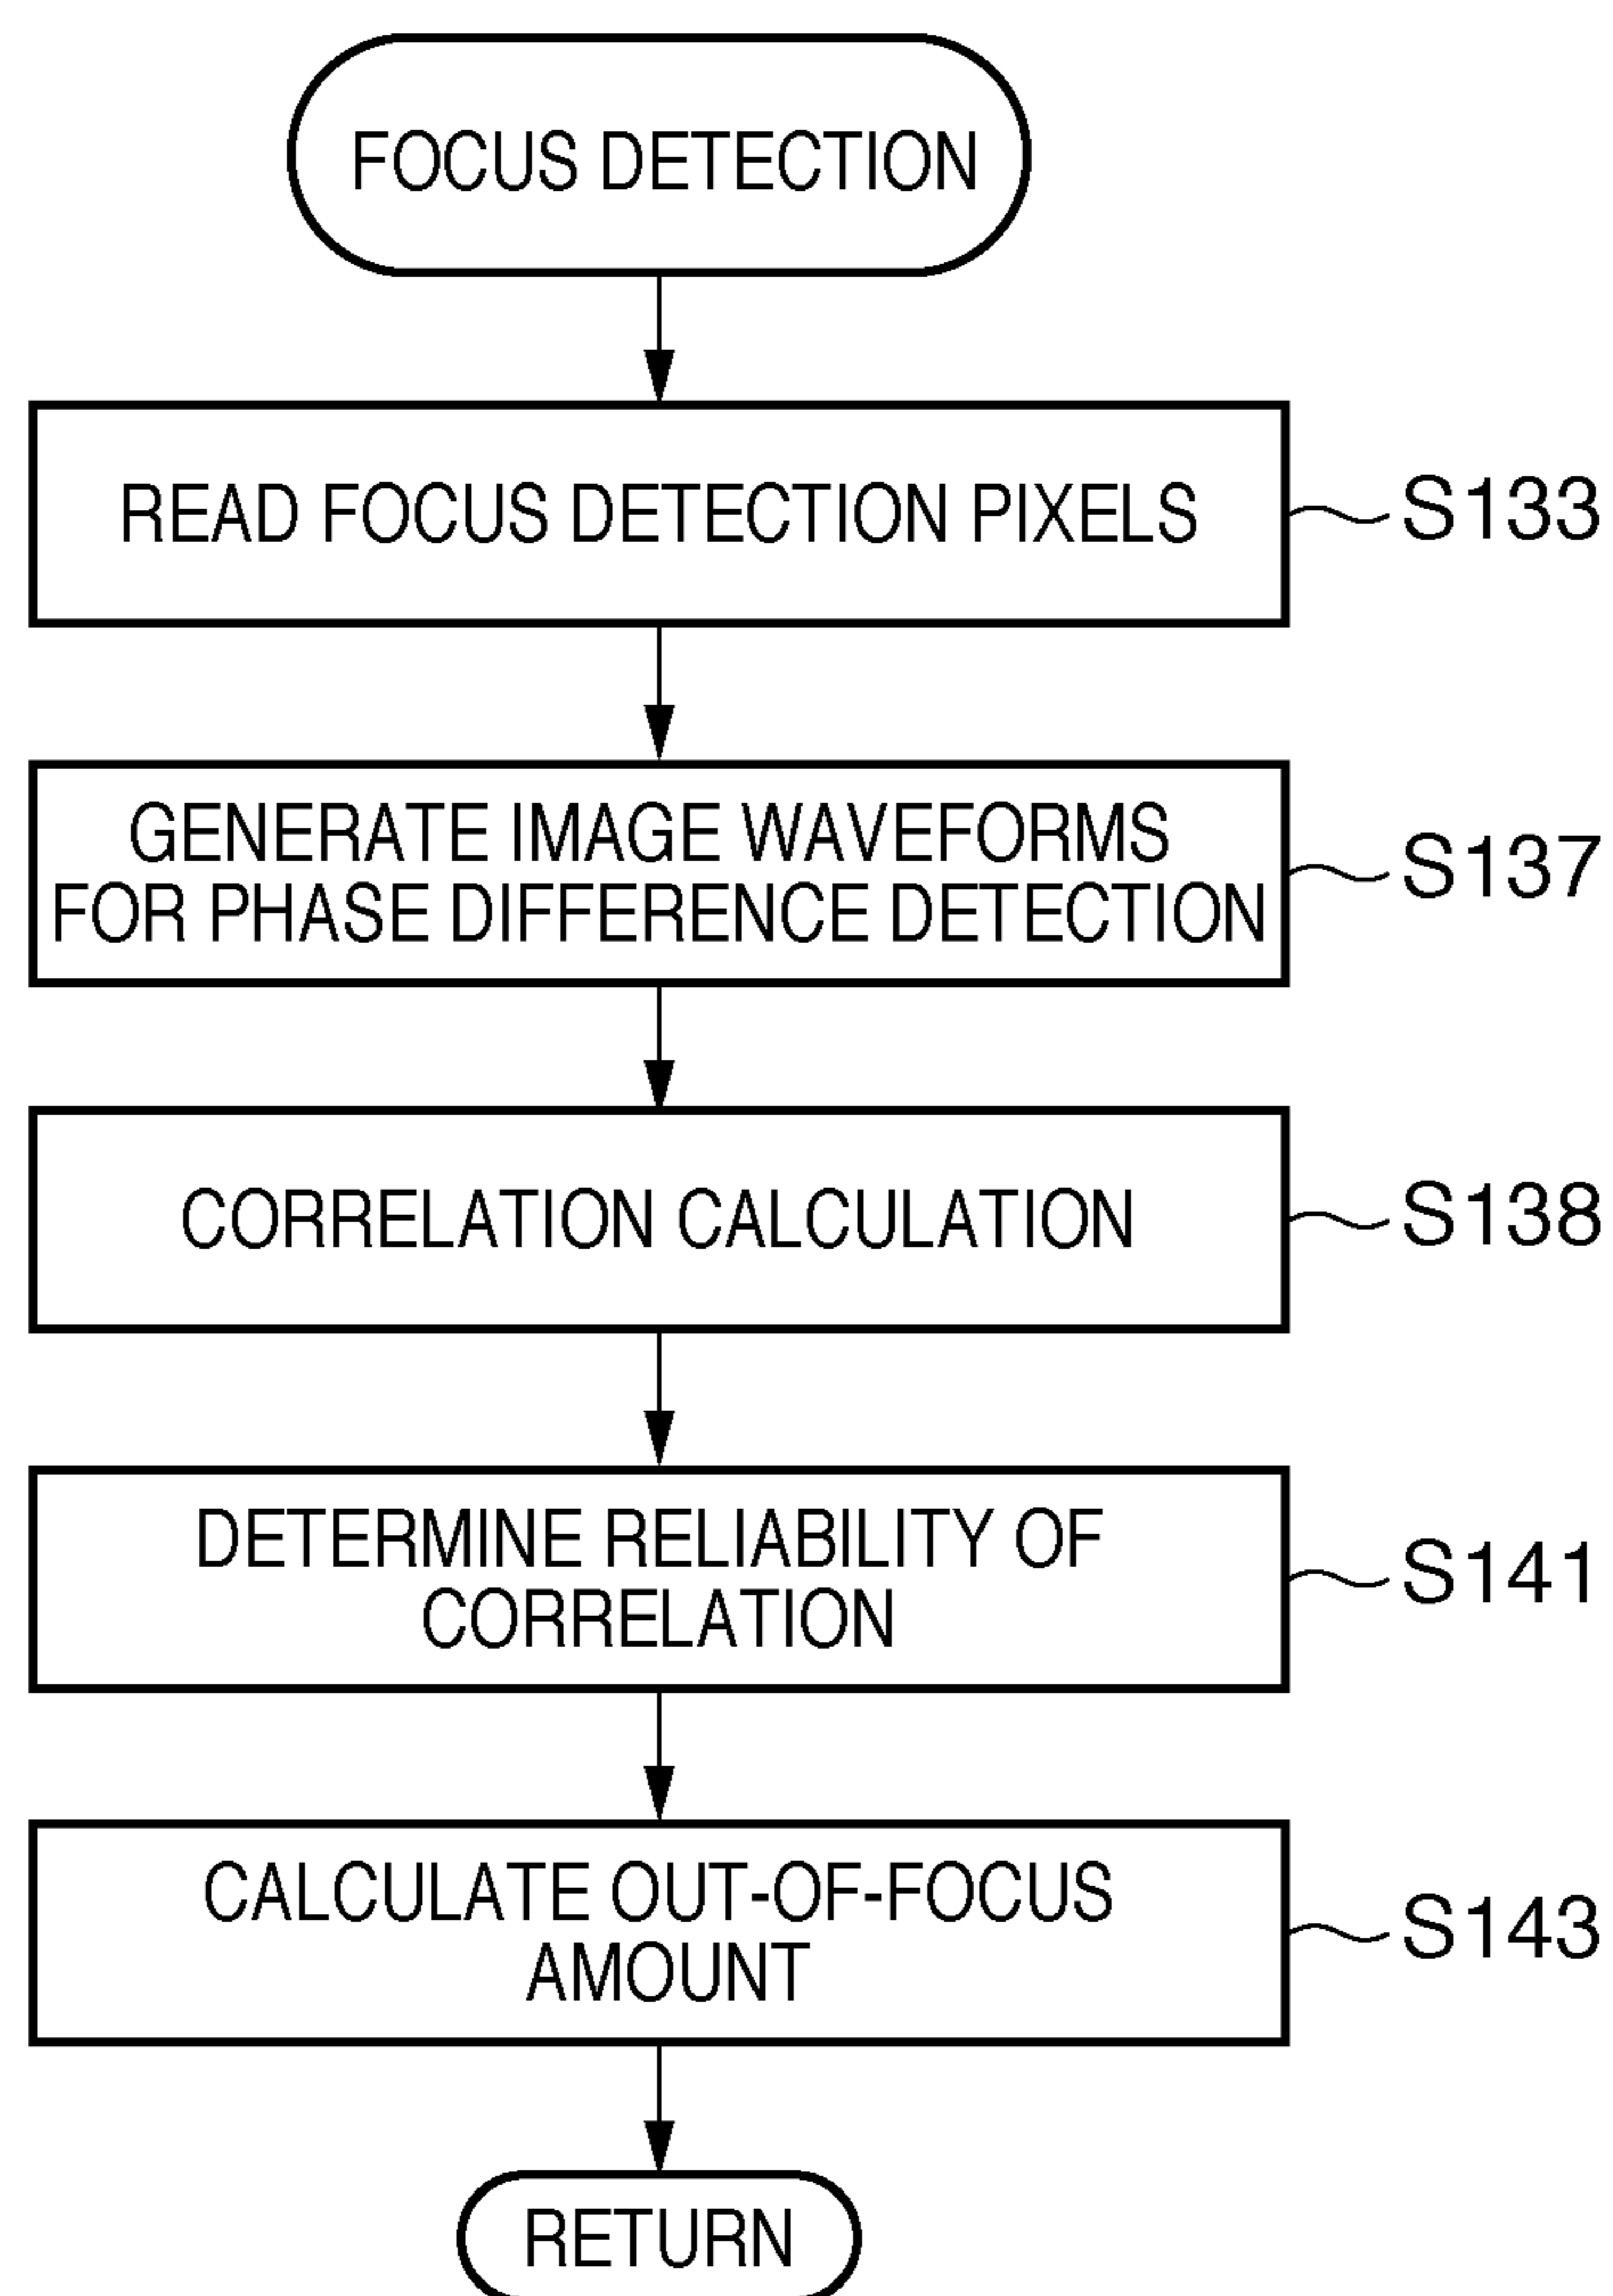 FOCUS DETECTION
READ FOCUS DETECTION PIXELS
S133
GENERATE IMAGE WAVEFORMS
FOR PHASE DIFFERENCE DETECTION
S137
CORRELATION CALCULATION
S138
DETERMINE RELIABILITY OF
CORRELATION
S141
CALCULATE OUT-OF-FOCUS
AMOUNT
S143
RETURN